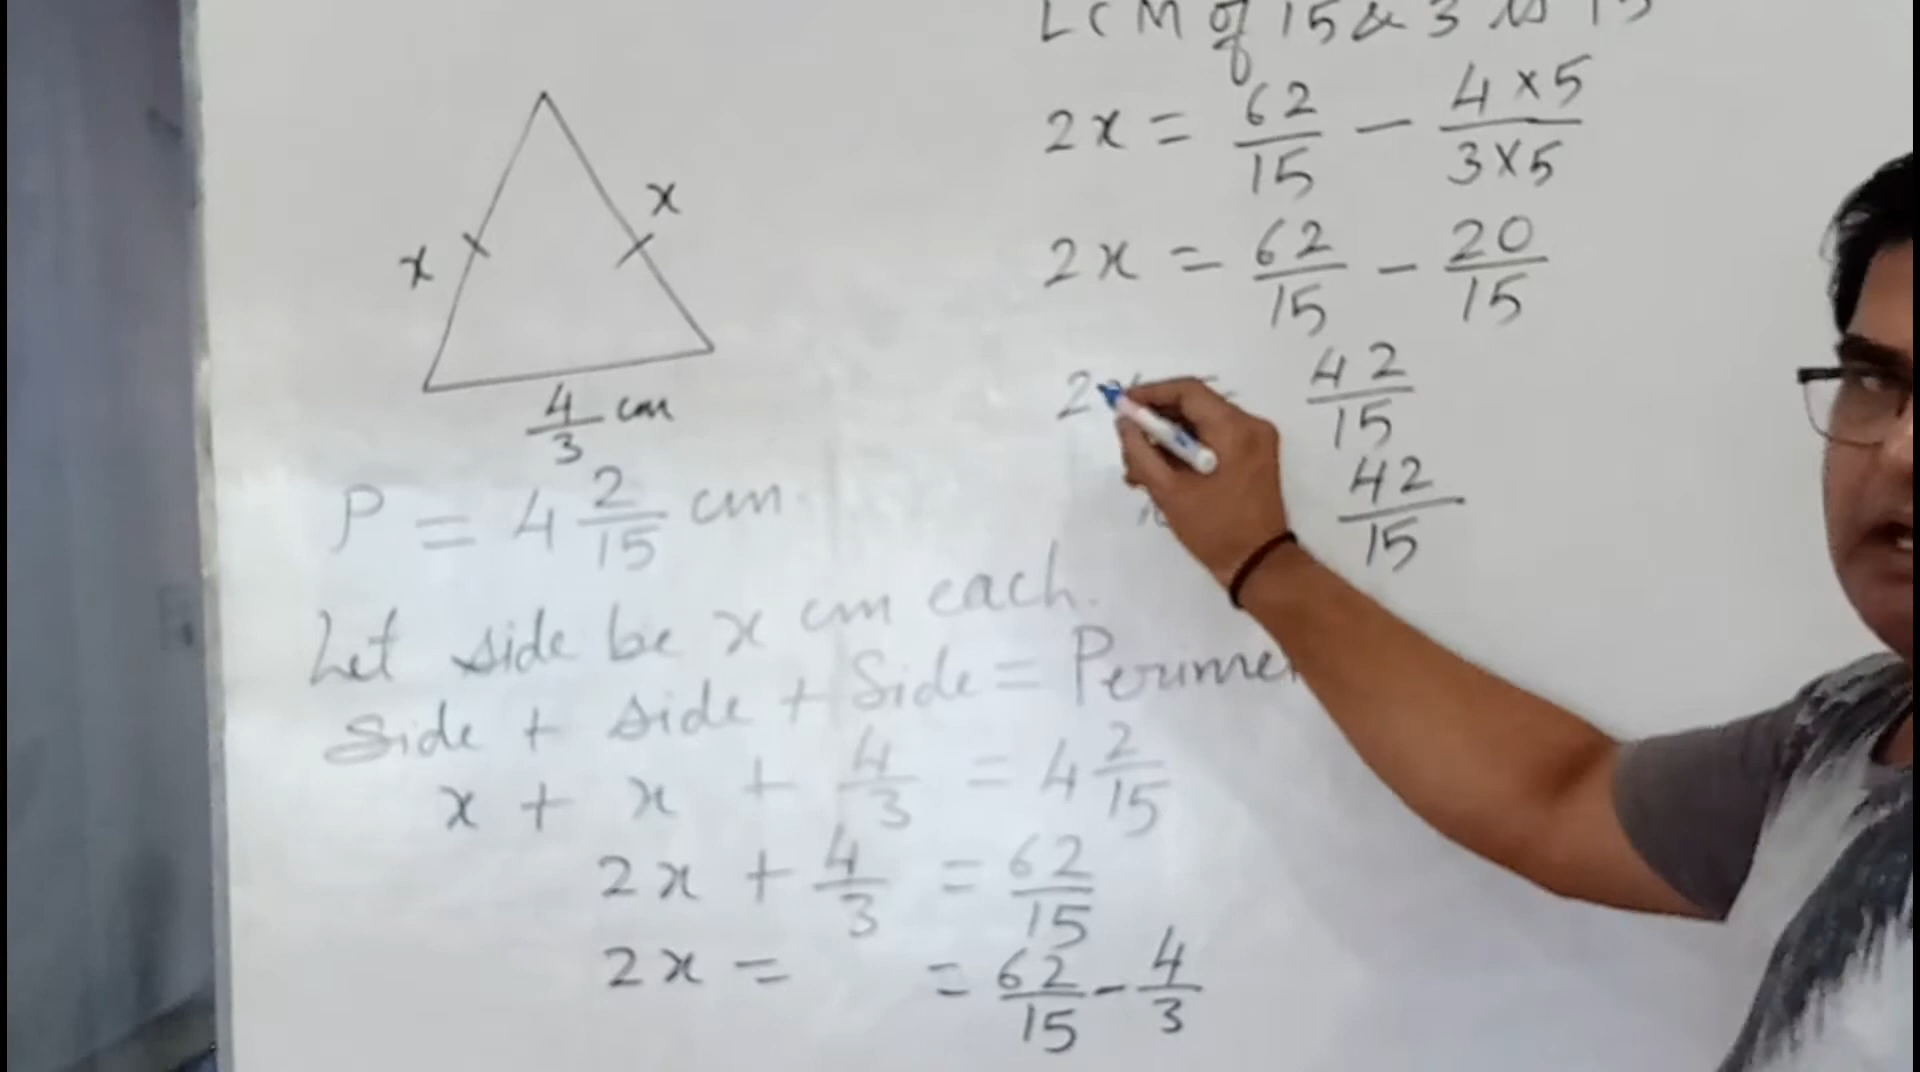 x
x
4/3 cm
P = 4 2/15 cm.
Let side be x cm each.
Side + side + Side = Perime
x + x + 4/3 = 4 2/15
2x + 4/3 = 62/15
2x = = 62/15 - 4/3
LCM of 15 & 3 is 15
2x = 62/15 - 4×5/3×5
2x = 62/15 - 20/15
2x = 42/15
42/15